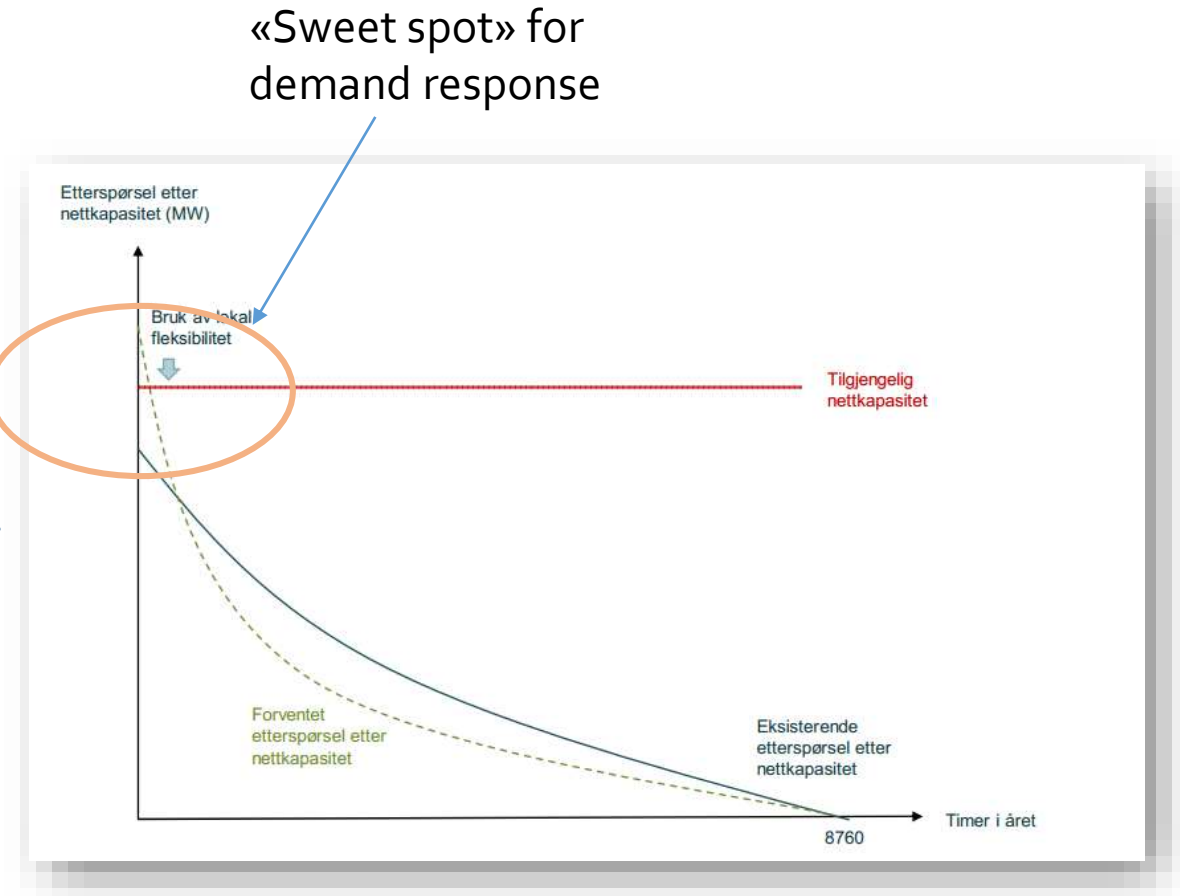 «Sweet spot» for
demand response
Etterspørsel etter
nettkapasitet (MW)
Bruk av lokal
fleksibilitet
Tilgjengelig
nettkapasitet
Forventet
etterspørsel etter
nettkapasitet
Eksisterende
etterspørsel etter
nettkapasitet
Timer i året
8760